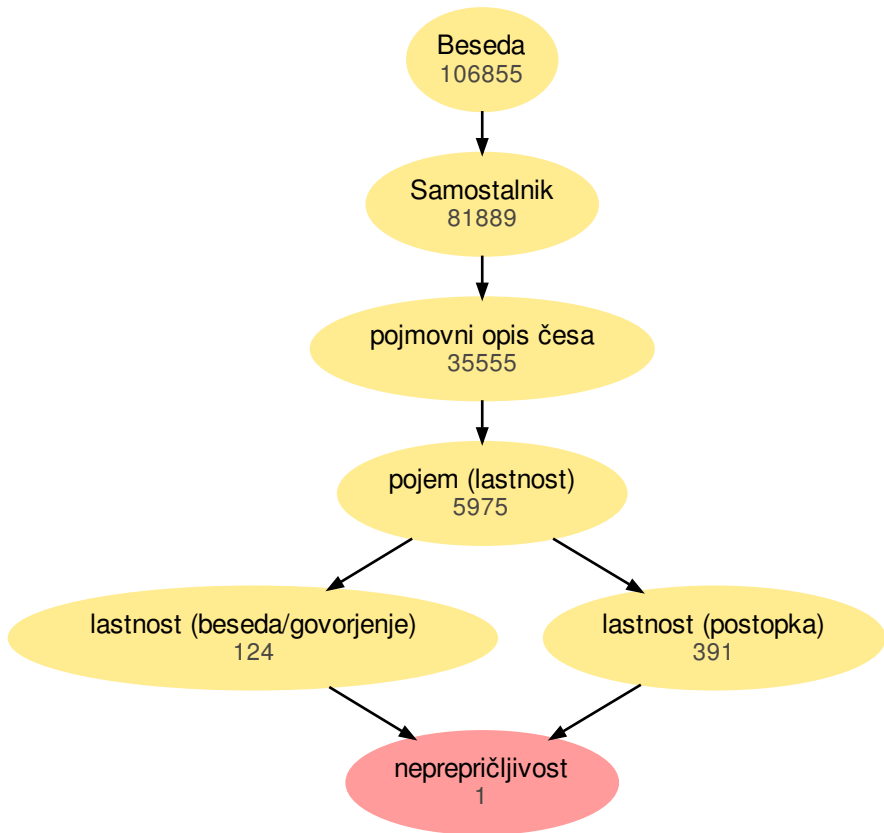 Beseda
106855
Samostalnik
81889
pojmovni opis česa
35555
pojem (lastnost)
5975
lastnost (beseda/govorjenje)
124
lastnost (postopka)
391
neprepričljivost
1